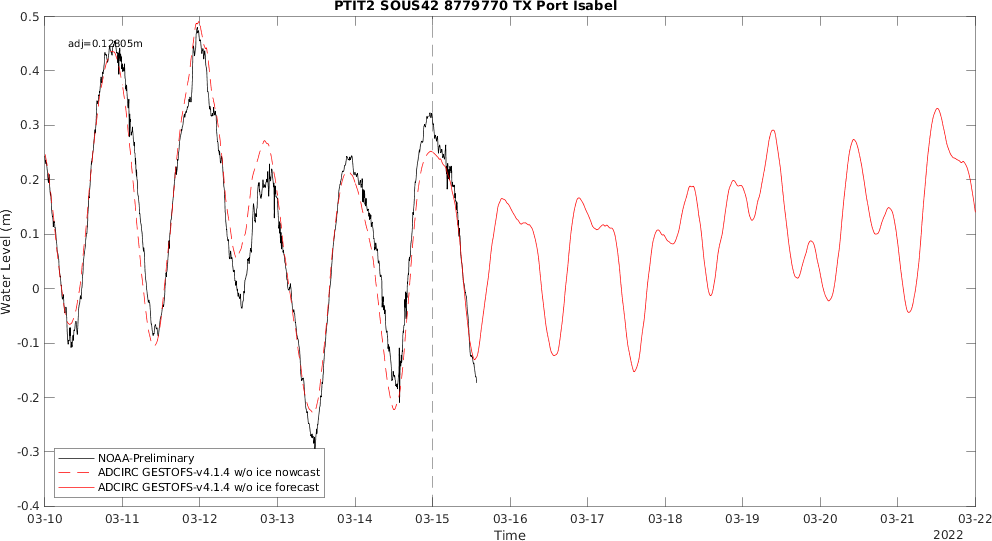 PTIT2 SOUS42 8779770 TX Port Isabel
adj=0.12805m
0.5
0.4
0.3
0.2
0.1
0
-0.1
-0.2
-0.3
-0.4
Water Level (m)
NOAA-Preliminary
ADCIRC GESTOFS-v4.1.4 w/o ice nowcast
ADCIRC GESTOFS-v4.1.4 w/o ice forecast
03-10 03-11 03-12 03-13 03-14 03-15 03-16 03-17 03-18 03-19 03-20 03-21 03-22
Time
2022